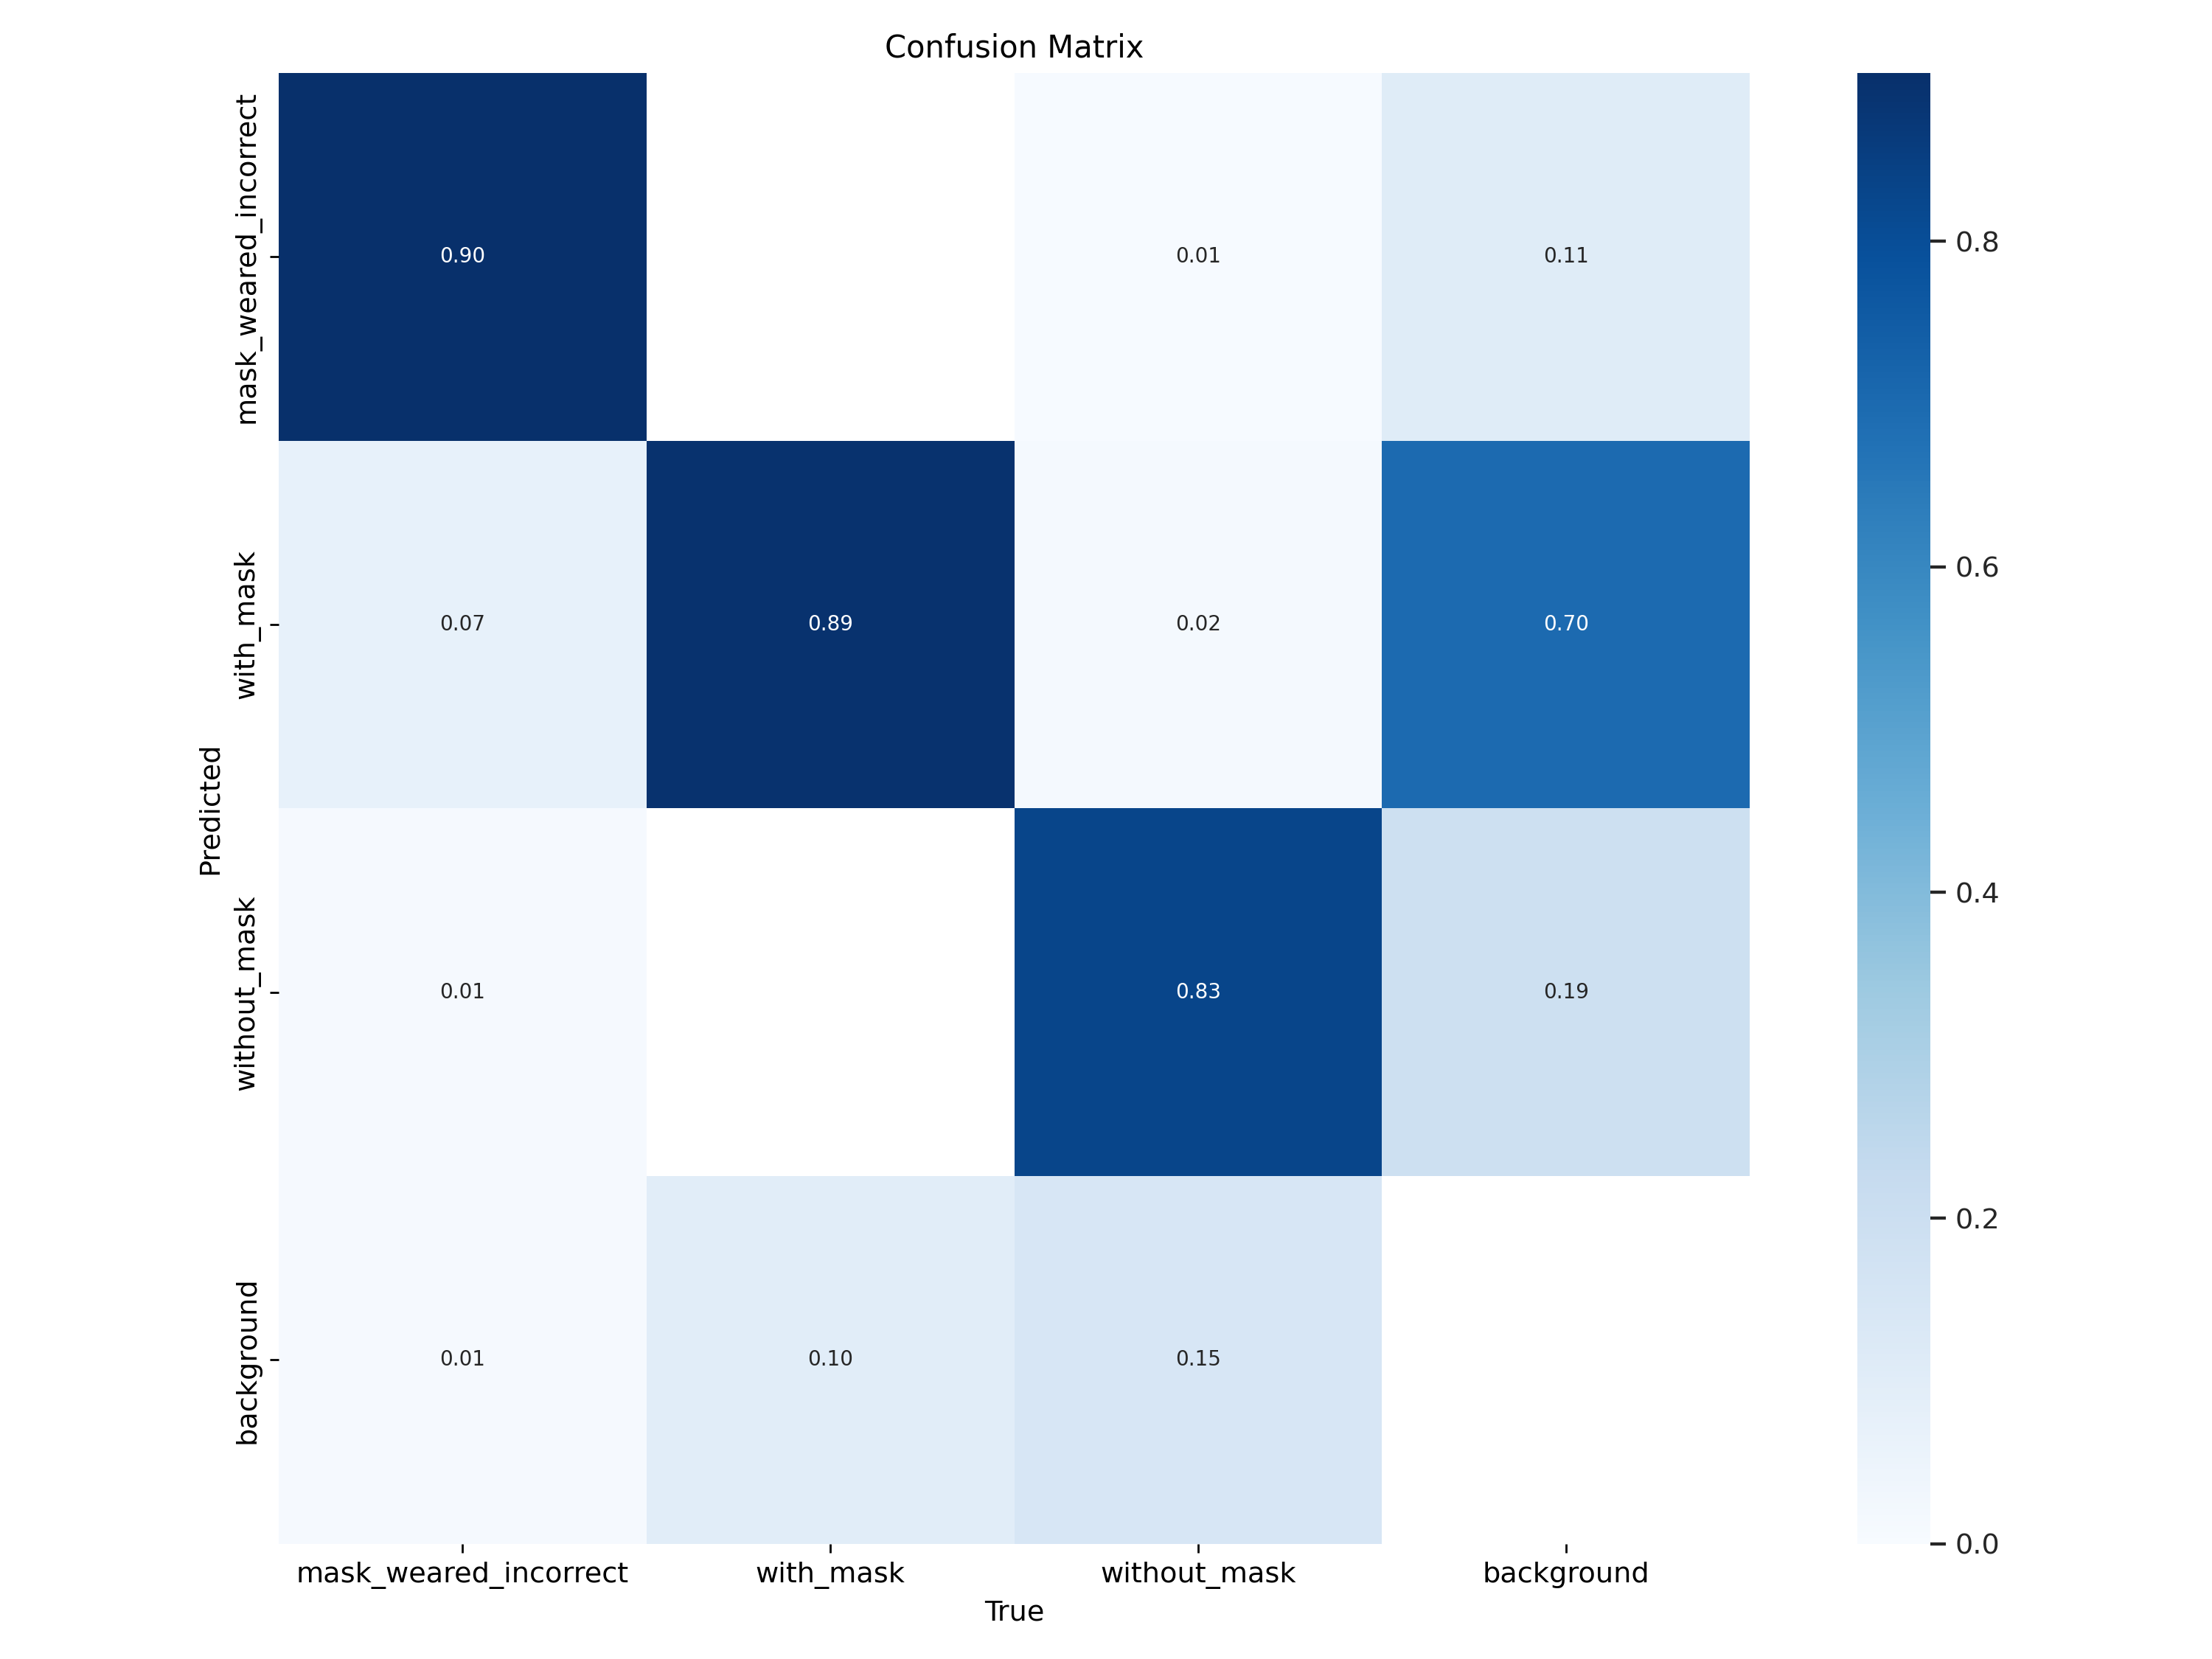 Confusion Matrix
mask_weared_incorrect
0.90
0.01
0.11
0.8
with_mask
0.07
0.89
0.02
0.70
0.6
Predicted
without_mask
0.01
0.83
0.19
0.4
background
0.01
0.10
0.15
0.2
0.0
mask_weared_incorrect
with_mask
without_mask
background
True